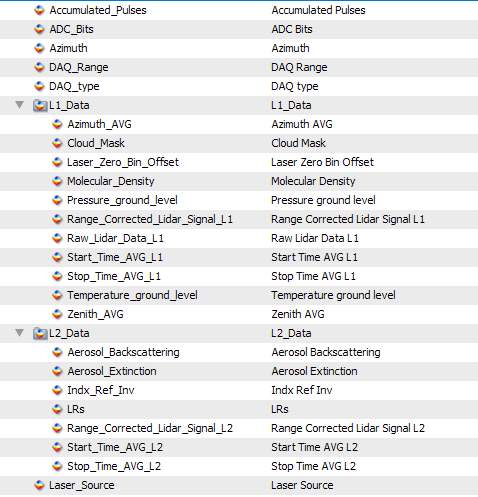 Accumulated_Pulses Accumulated Pulses
ADC_Bits ADC Bits
Azimuth Azimuth
DAQ_Range DAQ Range
DAQ_type DAQ type
L1_Data L1_Data
Azimuth_AVG Azimuth AVG
Cloud_Mask Cloud Mask
Laser_Zero_Bin_Offset Laser Zero Bin Offset
Molecular_Density Molecular Density
Pressure_ground_level Pressure ground level
Range_Corrected_Lidar_Signal_L1 Range Corrected Lidar Signal L1
Raw_Lidar_Data_L1 Raw Lidar Data L1
Start_Time_AVG_L1 Start Time AVG L1
Stop_Time_AVG_L1 Stop Time AVG L1
Temperature_ground_level Temperature ground level
Zenith_AVG Zenith AVG
L2_Data L2_Data
Aerosol_Backscattering Aerosol Backscattering
Aerosol_Extinction Aerosol Extinction
Indx_Ref_Inv Indx Ref Inv
LRs LRs
Range_Corrected_Lidar_Signal_L2 Range Corrected Lidar Signal L2
Start_Time_AVG_L2 Start Time AVG L2
Stop_Time_AVG_L2 Stop Time AVG L2
Laser_Source Laser Source